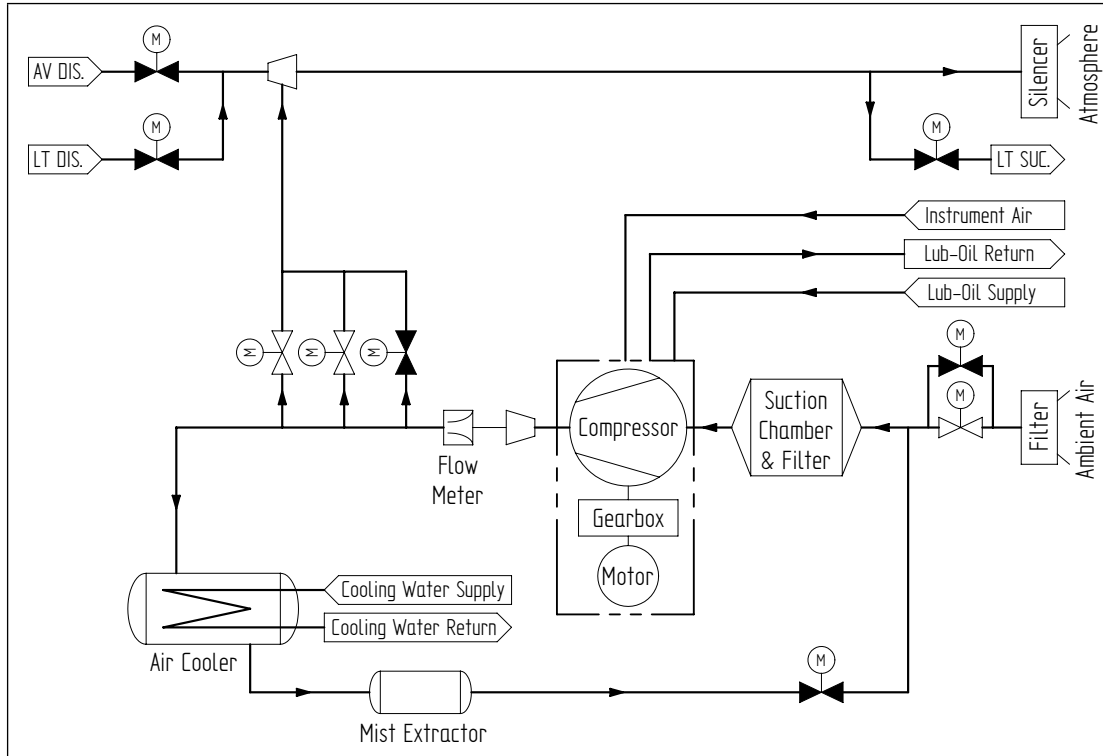 M
AV DIS.
Silencer
Atmosphere
M
LT DIS.
M
LT SUC.
Instrument Air
Lub-Oil Return
Lub-Oil Supply
M
M
M
M
M
Compressor
Suction
Chamber
& Filter
Filter
Ambient Air
Flow
Meter
Gearbox
Motor
Cooling Water Supply
Cooling Water Return
Air Cooler
M
Mist Extractor